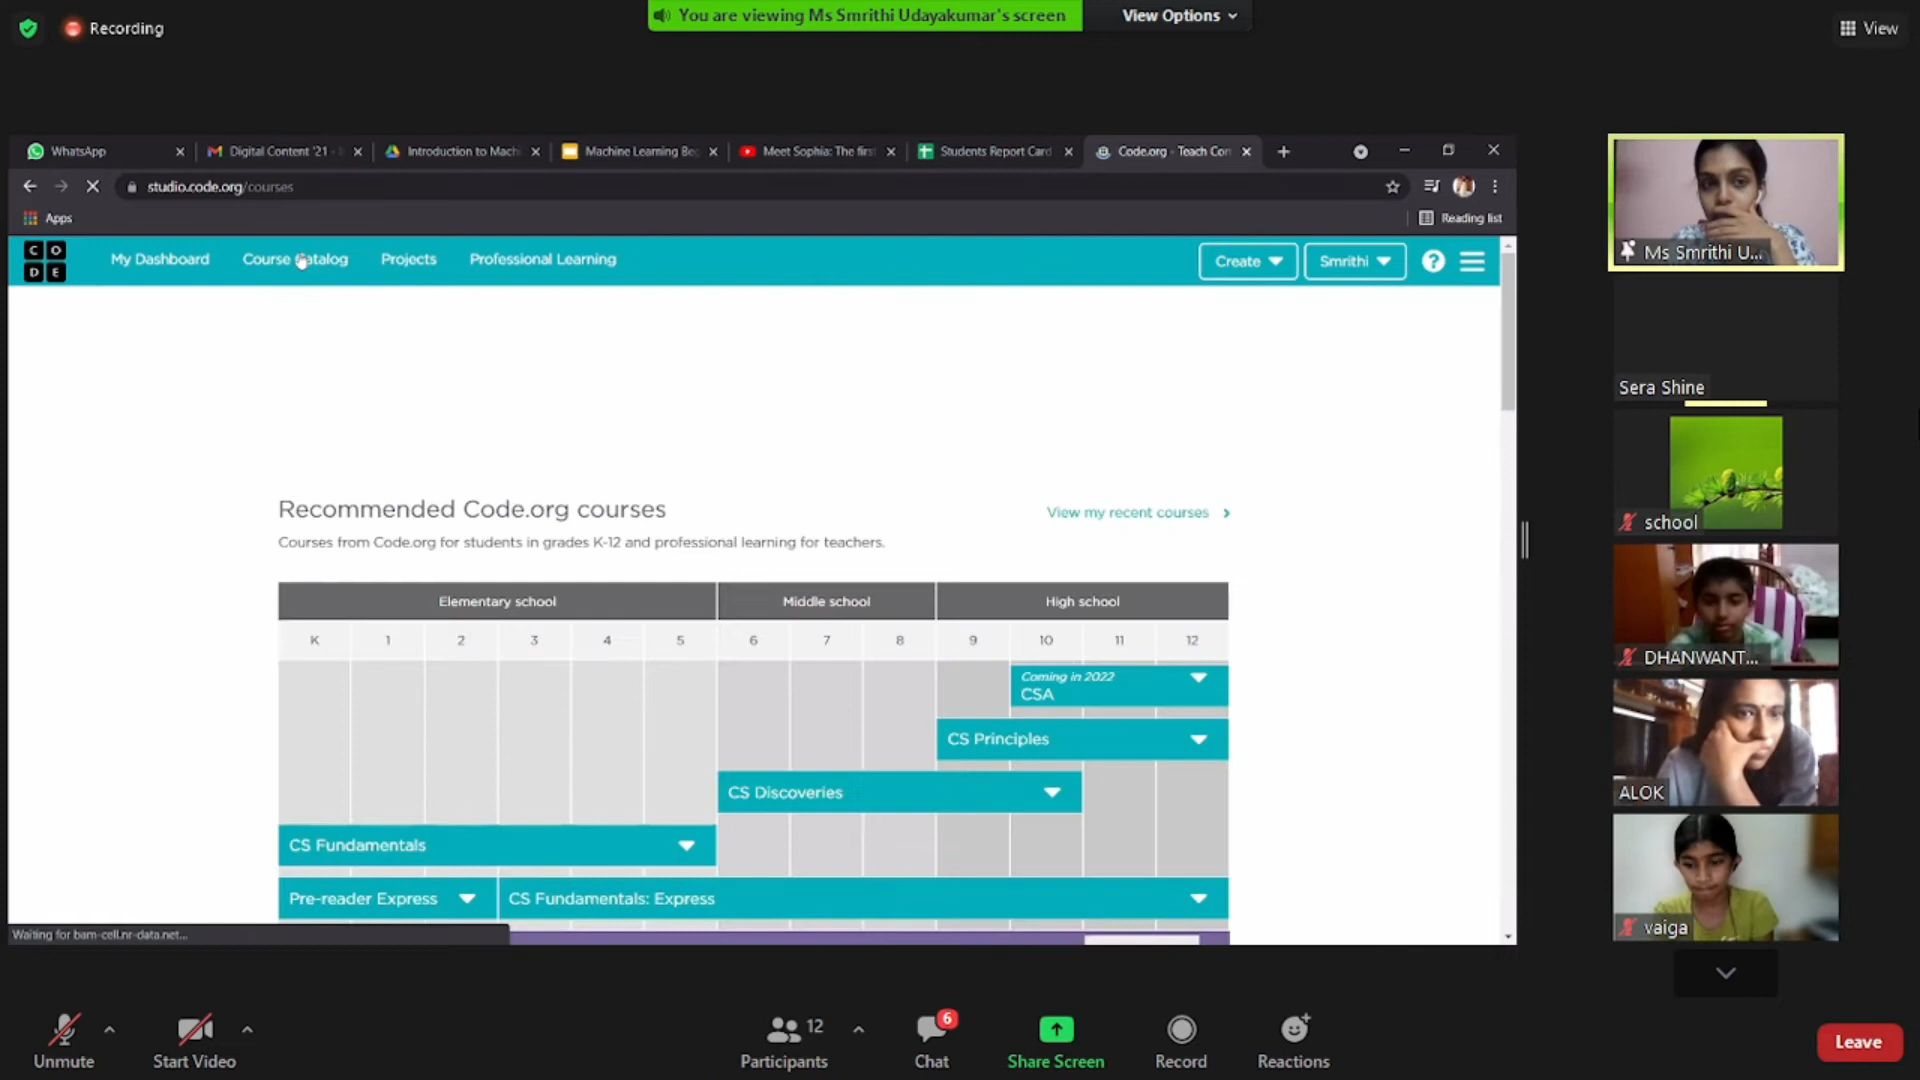 Recording
You are viewing Ms Smrithi Udayakumar's screen
View Options
View
WhatsApp
Digital Content '21 -
Introduction to Machi
Machine Learning Be
Meet Sophia: The first
Students Report Card
Code.org - Teach Com
studio.code.org/courses
Apps
Reading list
C O
D E
My Dashboard
Course Catalog
Projects
Professional Learning
Create
Smrithi
?
Recommended Code.org courses
View my recent courses
Courses from Code.org for students in grades K-12 and professional learning for teachers.
Elementary school
Middle school
High school
K 1 2 3 4 5 6 7 8 9 10 11 12
Coming in 2022
CSA
CS Principles
CS Discoveries
CS Fundamentals
Pre-reader Express
CS Fundamentals: Express
Waiting for bam-cell.nr-data.net...
Ms Smrithi U...
Sera Shine
school
DHANWANT...
ALOK
vaiga
Unmute
Start Video
12
Participants
6
Chat
Share Screen
Record
Reactions
Leave